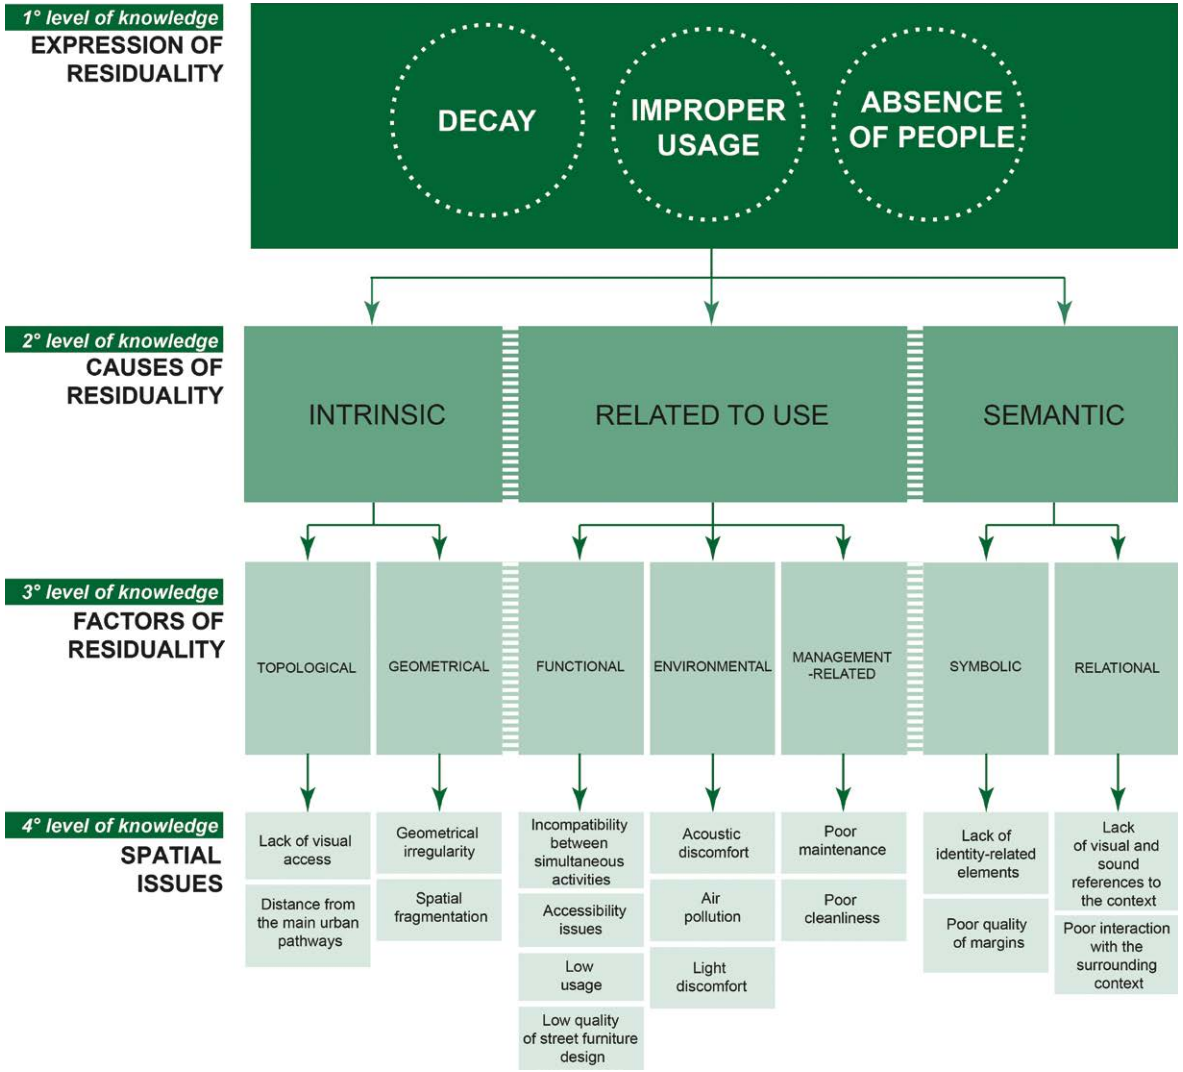 1° level of knowledge
EXPRESSION OF
RESIDUALITY
DECAY
IMPROPER
USAGE
ABSENCE
OF PEOPLE
2° level of knowledge
CAUSES OF
RESIDUALITY
INTRINSIC
RELATED TO USE
SEMANTIC
3° level of knowledge
FACTORS OF
RESIDUALITY
TOPOLOGICAL
GEOMETRICAL
FUNCTIONAL
ENVIRONMENTAL
MANAGEMENT
-RELATED
SYMBOLIC
RELATIONAL
4° level of knowledge
SPATIAL
ISSUES
Lack of visual
access
Distance from
the main urban
pathways
Geometrical
irregularity
Spatial
fragmentation
Incompatibility
between
simultaneous
activities
Accessibility
issues
Low
usage
Low quality
of street furniture
design
Acoustic
discomfort
Air
pollution
Light
discomfort
Poor
maintenance
Poor
cleanliness
Lack of
identity-related
elements
Poor quality
of margins
Lack
of visual and
sound
references to
the context
Poor interaction
with the
surrounding
context